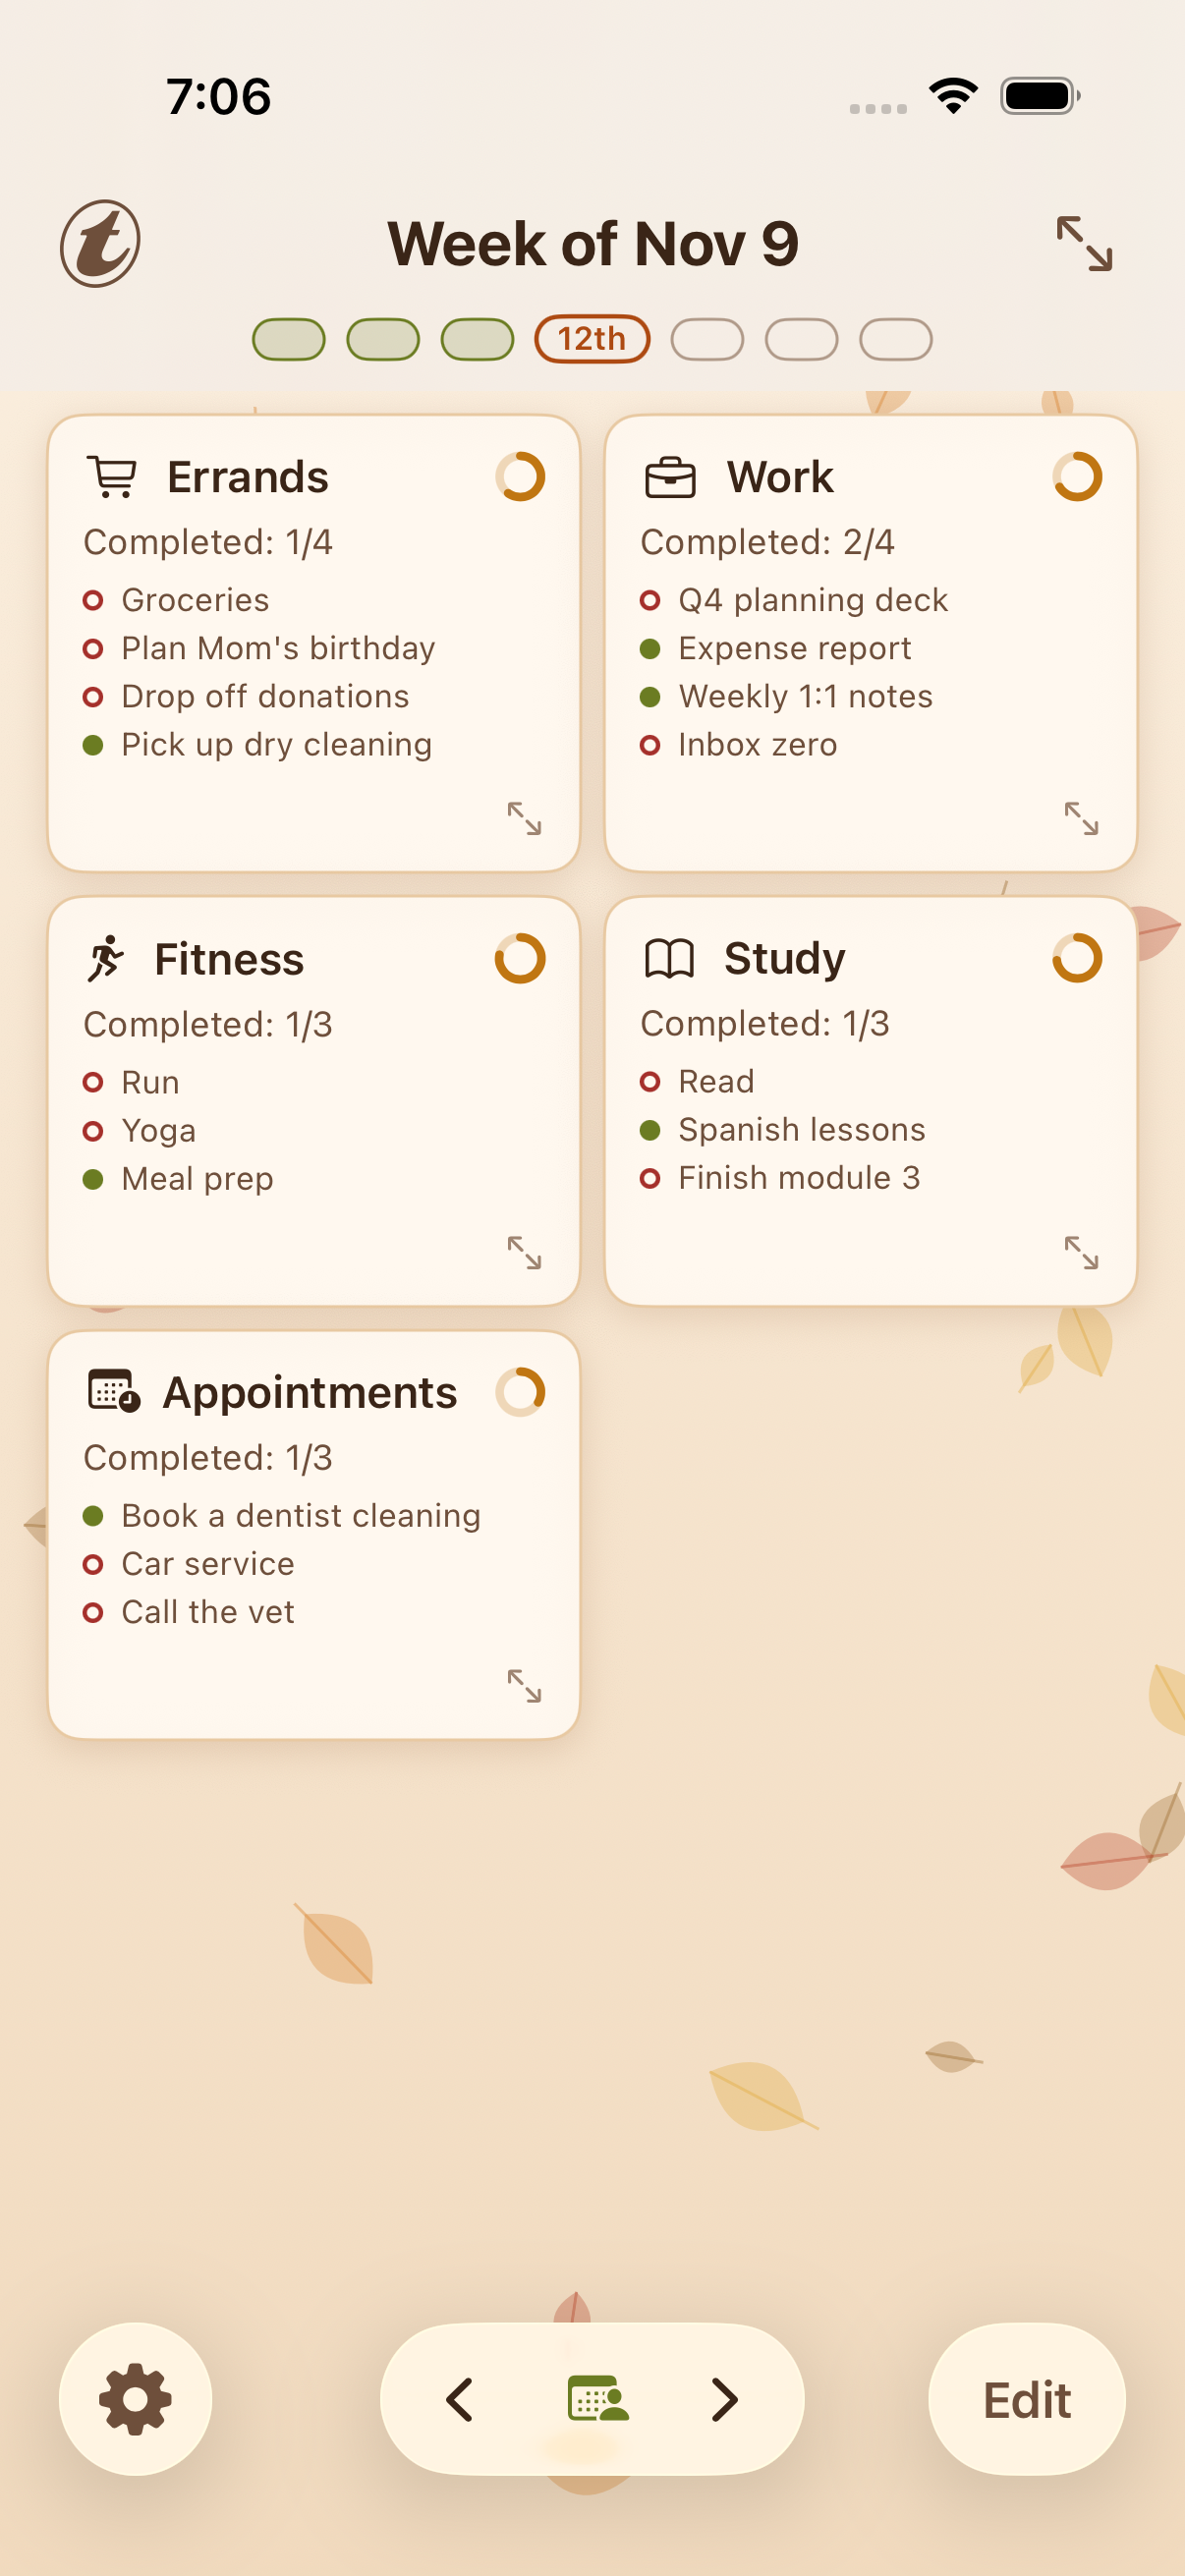 7:06
t
Week of Nov 9
12th
Errands
Completed: 1/4
Groceries
Plan Mom's birthday
Drop off donations
Pick up dry cleaning
Work
Completed: 2/4
Q4 planning deck
Expense report
Weekly 1:1 notes
Inbox zero
Fitness
Completed: 1/3
Run
Yoga
Meal prep
Study
Completed: 1/3
Read
Spanish lessons
Finish module 3
Appointments
Completed: 1/3
Book a dentist cleaning
Car service
Call the vet
Edit